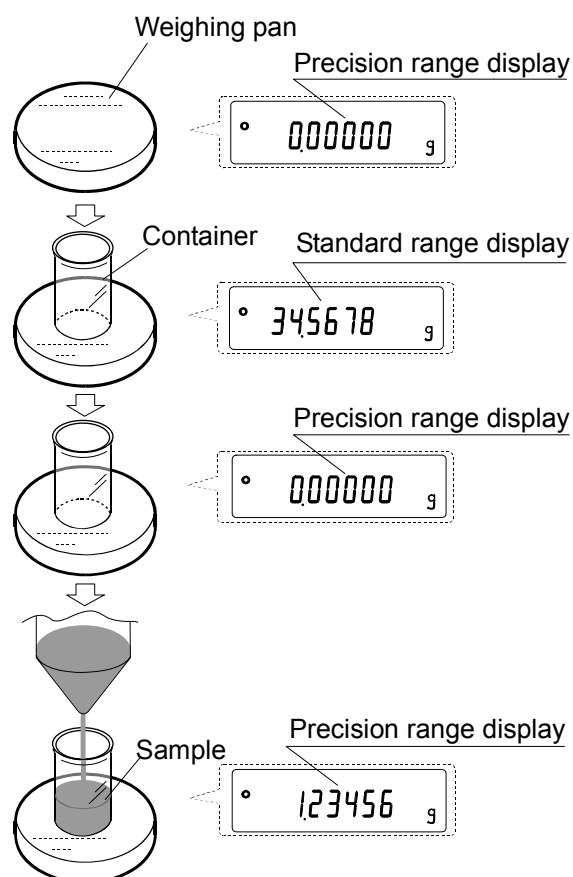 Weighing pan
Precision range display
0.00000 g
Container
Standard range display
34.5678 g
Precision range display
0.00000 g
Precision range display
Sample
1.23456 g